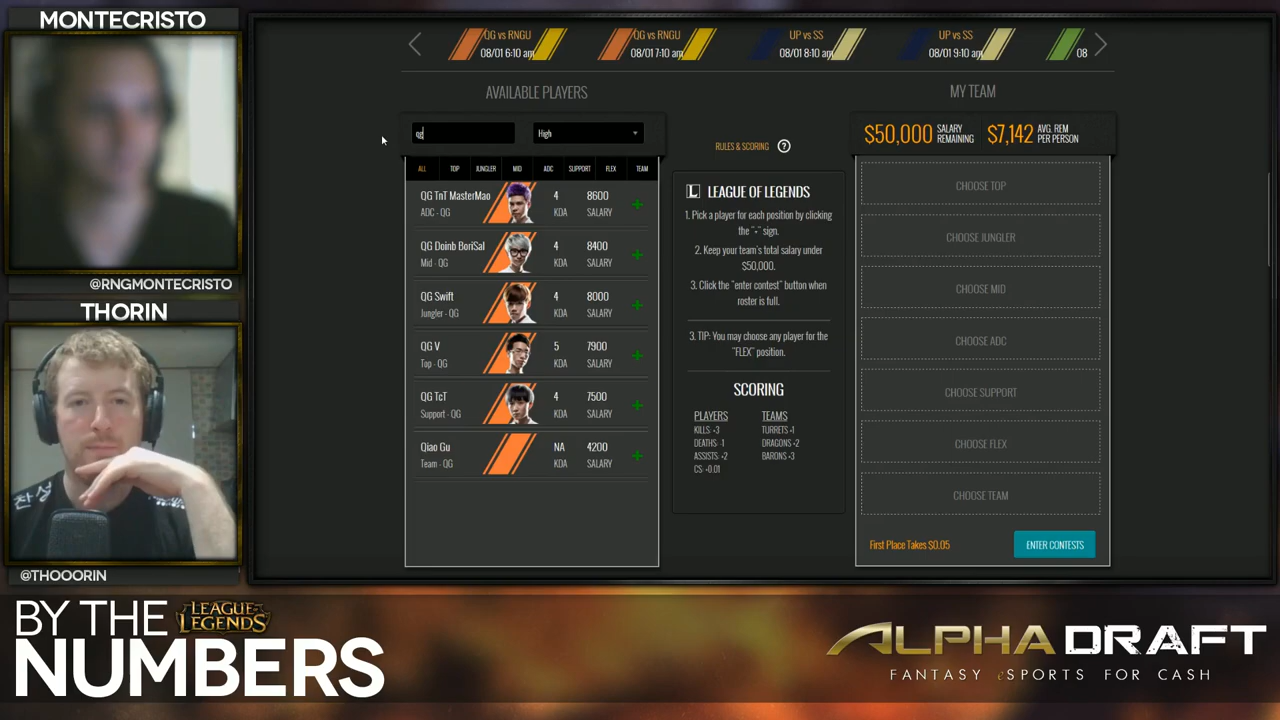 MONTECRISTO
@RNGMONTECRISTO
THORIN
찬성
@THOOORIN
QG vs RNGU
08/01 6:10 am
QG vs RNGU
08/01 7:10 am
UP vs SS
08/01 8:10 am
UP vs SS
08/01 9:10 am
08
AVAILABLE PLAYERS
qg
High
ALL TOP JUNGLER MID ADC SUPPORT FLEX TEAM
QG TnT MasterMao 4 8600
ADC - QG KDA SALARY +
QG Doinb BoriSal 4 8400
Mid - QG KDA SALARY +
QG Swift 4 8000
Jungler - QG KDA SALARY +
QG V 5 7900
Top - QG KDA SALARY +
QG TcT 4 7500
Support - QG KDA SALARY +
Qiao Gu NA 4200
Team - QG KDA SALARY +
RULES & SCORING ?
L LEAGUE OF LEGENDS
1. Pick a player for each position by clicking
the "+" sign.
2. Keep your team's total salary under
$50,000.
3. Click the "enter contest" button when
roster is full.
3. TIP: You may choose any player for the
"FLEX" position.
SCORING
PLAYERS
KILLS: +3
DEATHS: -1
ASSISTS: +2
CS: +0.01
TEAMS
TURRETS +1
DRAGONS +2
BARONS +3
MY TEAM
$50,000 SALARY
REMAINING
$7,142 AVG. REM
PER PERSON
CHOOSE TOP
CHOOSE JUNGLER
CHOOSE MID
CHOOSE ADC
CHOOSE SUPPORT
CHOOSE FLEX
CHOOSE TEAM
First Place Takes $0.05
ENTER CONTESTS
BY THE
LEAGUE OF
LEGENDS
NUMBERS
ALPHADRAFT
FANTASY eSPORTS FOR CASH